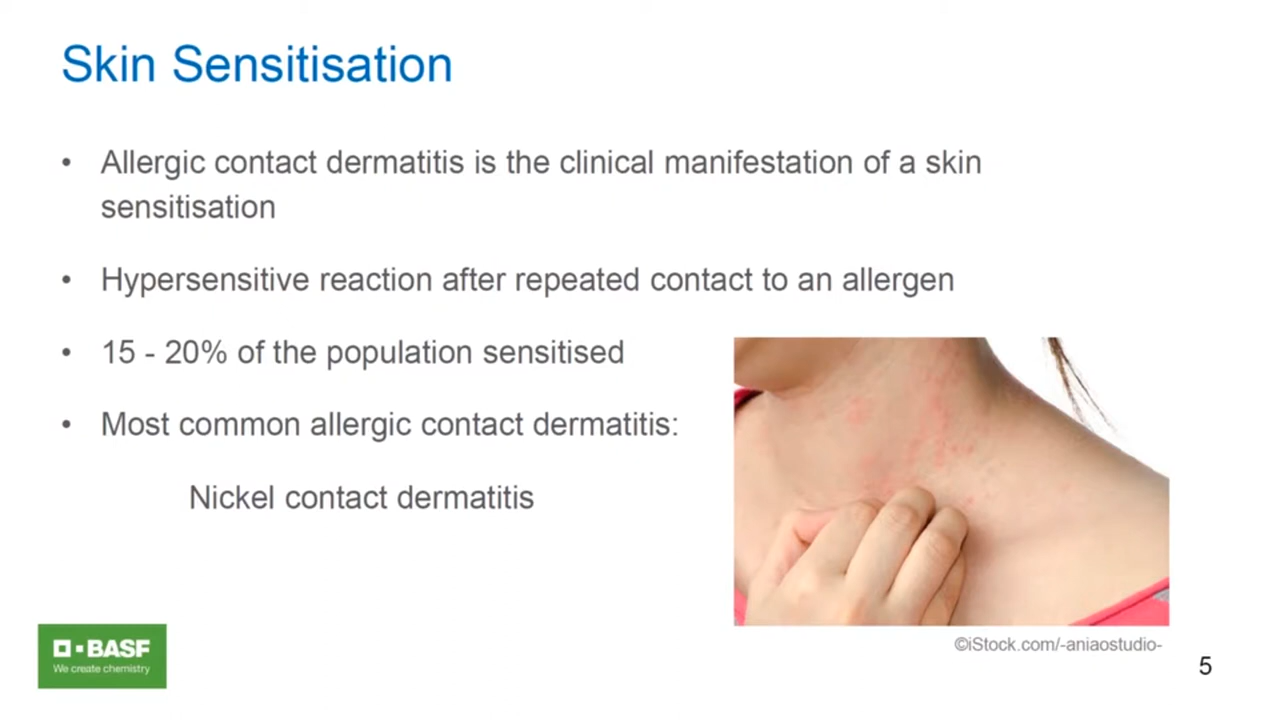 Skin Sensitisation
• Allergic contact dermatitis is the clinical manifestation of a skin
sensitisation
• Hypersensitive reaction after repeated contact to an allergen
• 15 - 20% of the population sensitised
• Most common allergic contact dermatitis:
Nickel contact dermatitis
BASF
We create chemistry
©iStock.com/-aniaostudio-
5